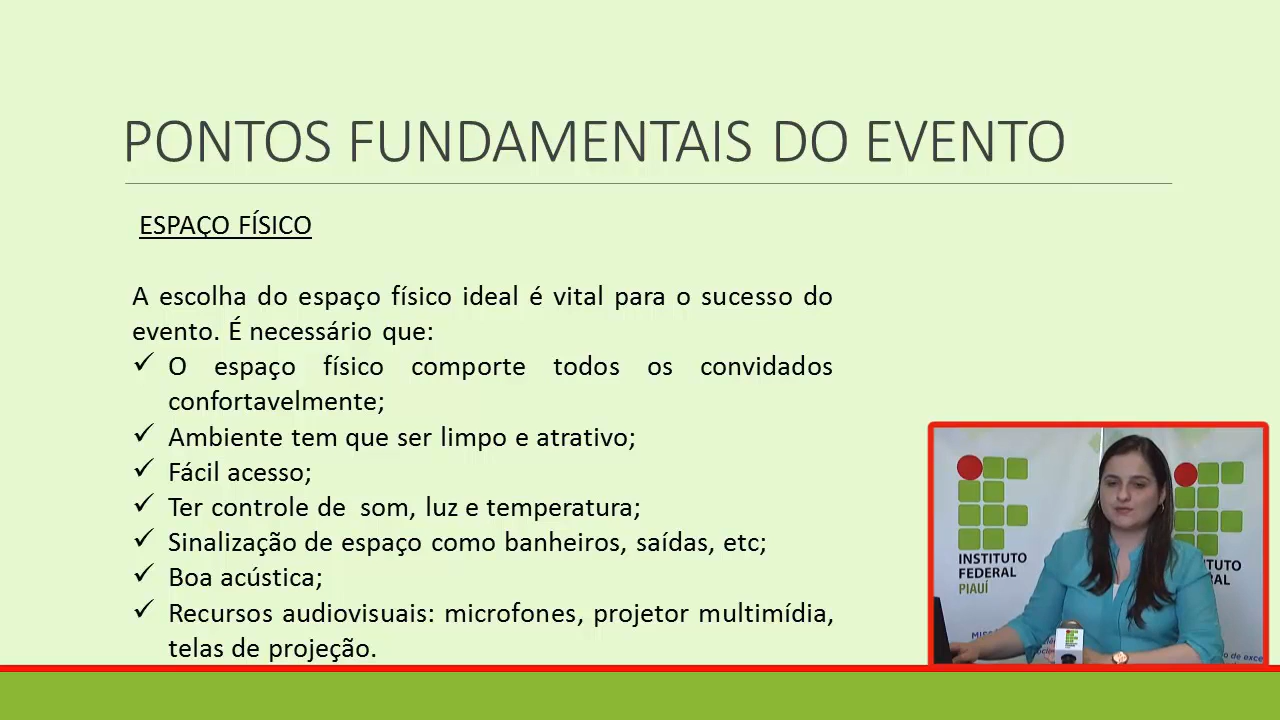 PONTOS FUNDAMENTAIS DO EVENTO
ESPAÇO FÍSICO
A escolha do espaço físico ideal é vital para o sucesso do
evento. É necessário que:
✓ O espaço físico comporte todos os convidados
confortavelmente;
✓ Ambiente tem que ser limpo e atrativo;
✓ Fácil acesso;
✓ Ter controle de som, luz e temperatura;
✓ Sinalização de espaço como banheiros, saídas, etc;
✓ Boa acústica;
✓ Recursos audiovisuais: microfones, projetor multimídia,
telas de projeção.
INSTITUTO
FEDERAL
PIAUÍ